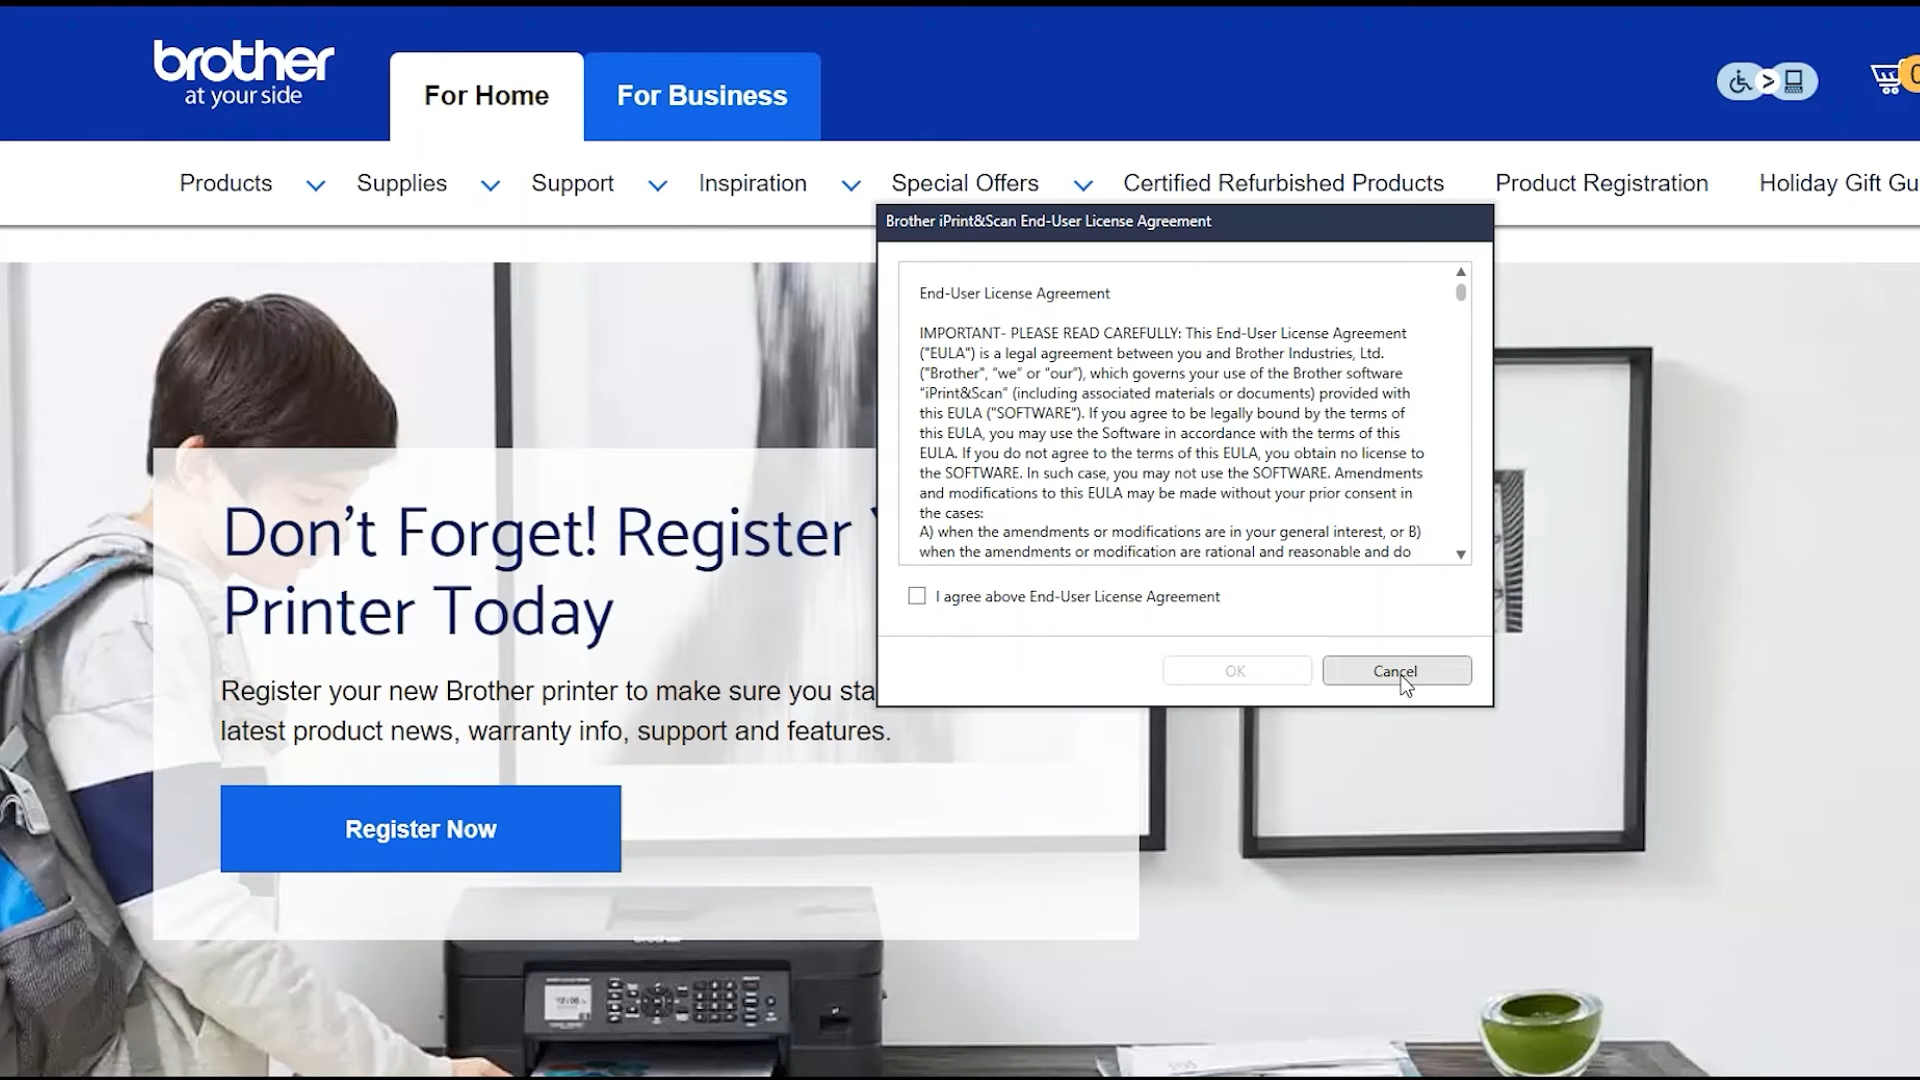 brother
at your side
For Home
For Business
Products
Supplies
Support
Inspiration
Special Offers
Certified Refurbished Products
Product Registration
Holiday Gift Gu
Brother iPrint&Scan End-User License Agreement
End-User License Agreement
IMPORTANT- PLEASE READ CAREFULLY: This End-User License Agreement
("EULA") is a legal agreement between you and Brother Industries, Ltd.
("Brother", "we" or "our"), which governs your use of the Brother software
"iPrint&Scan" (including associated materials or documents) provided with
this EULA ("SOFTWARE"). If you agree to be legally bound by the terms of
this EULA, you may use the Software in accordance with the terms of this
EULA. If you do not agree to the terms of this EULA, you obtain no license to
the SOFTWARE. In such case, you may not use the SOFTWARE. Amendments
and modifications to this EULA may be made without your prior consent in
the cases:
A) when the amendments or modifications are in your general interest, or B)
when the amendments or modification are rational and reasonable and do
I agree above End-User License Agreement
OK
Cancel
Don't Forget! Register
Printer Today
Register your new Brother printer to make sure you sta
latest product news, warranty info, support and features.
Register Now
brother